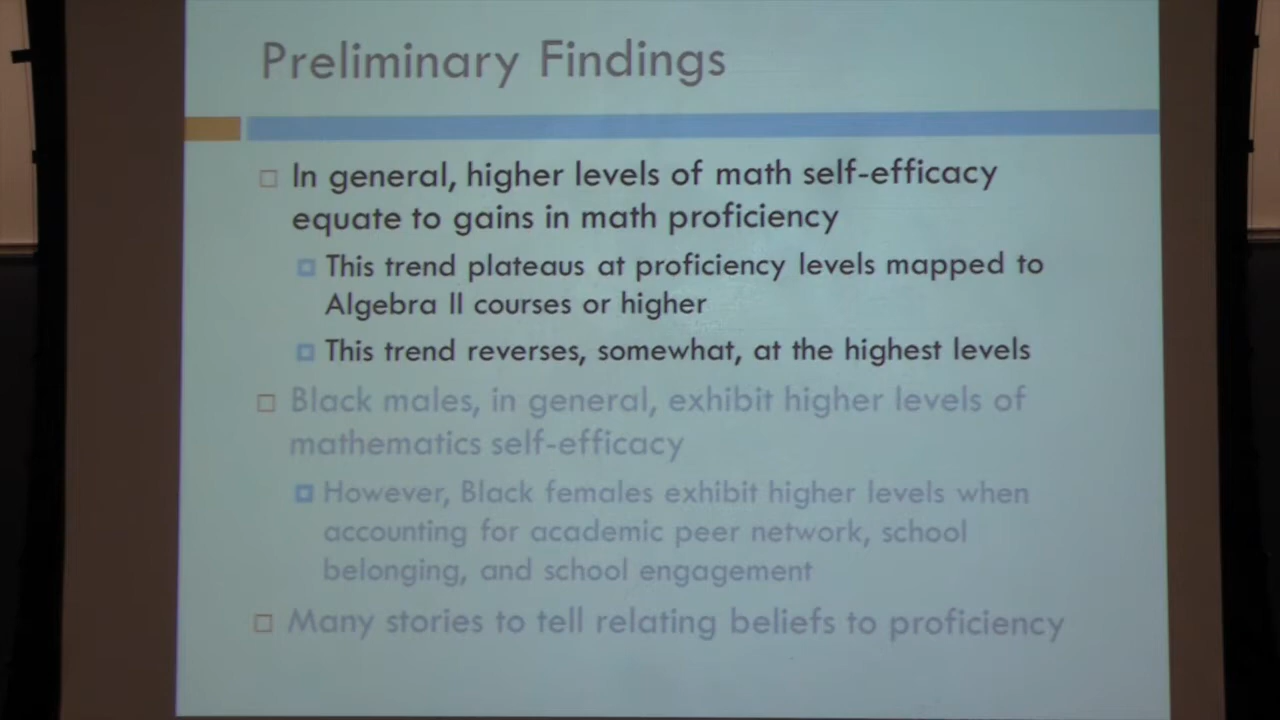 Preliminary Findings
In general, higher levels of math self-efficacy
equate to gains in math proficiency
This trend plateaus at proficiency levels mapped to
Algebra II courses or higher
This trend reverses, somewhat, at the highest levels
Black males, in general, exhibit higher levels of
mathematics self-efficacy
However, Black females exhibit higher levels when
accounting for academic peer network, school
belonging, and school engagement
Many stories to tell relating beliefs to proficiency